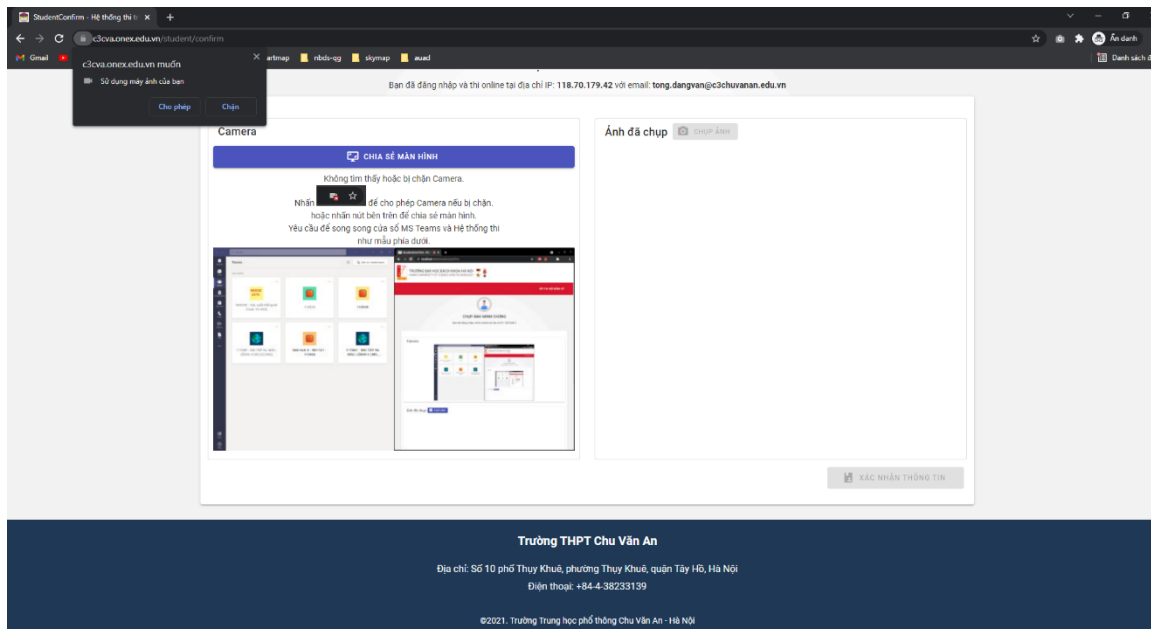 StudentConfirm - Hệ thống thi tr
c3cva.onex.edu.vn/student/confirm
Ẩn danh
Gmail
artmap
nbds-qg
skymap
auad
Danh sách đ
c3cva.onex.edu.vn muốn
Sử dụng máy ảnh của bạn
Cho phép
Chặn
Bạn đã đăng nhập và thi online tại địa chỉ IP: 118.70.179.42 với email: tong.dangvan@c3chuvanan.edu.vn
Camera
CHIA SẺ MÀN HÌNH
Không tìm thấy hoặc bị chặn Camera.
Nhấn để cho phép Camera nếu bị chặn.
hoặc nhấn nút bên trên để chia sẻ màn hình.
Yêu cầu để song song cửa sổ MS Teams và Hệ thống thi
như mẫu phía dưới.
Ảnh đã chụp
CHỤP ẢNH
XÁC NHẬN THÔNG TIN
Trường THPT Chu Văn An
Địa chỉ: Số 10 phố Thụy Khuê, phường Thụy Khuê, quận Tây Hồ, Hà Nội
Điện thoại: +84-4-38233139
©2021. Trường Trung học phổ thông Chu Văn An - Hà Nội